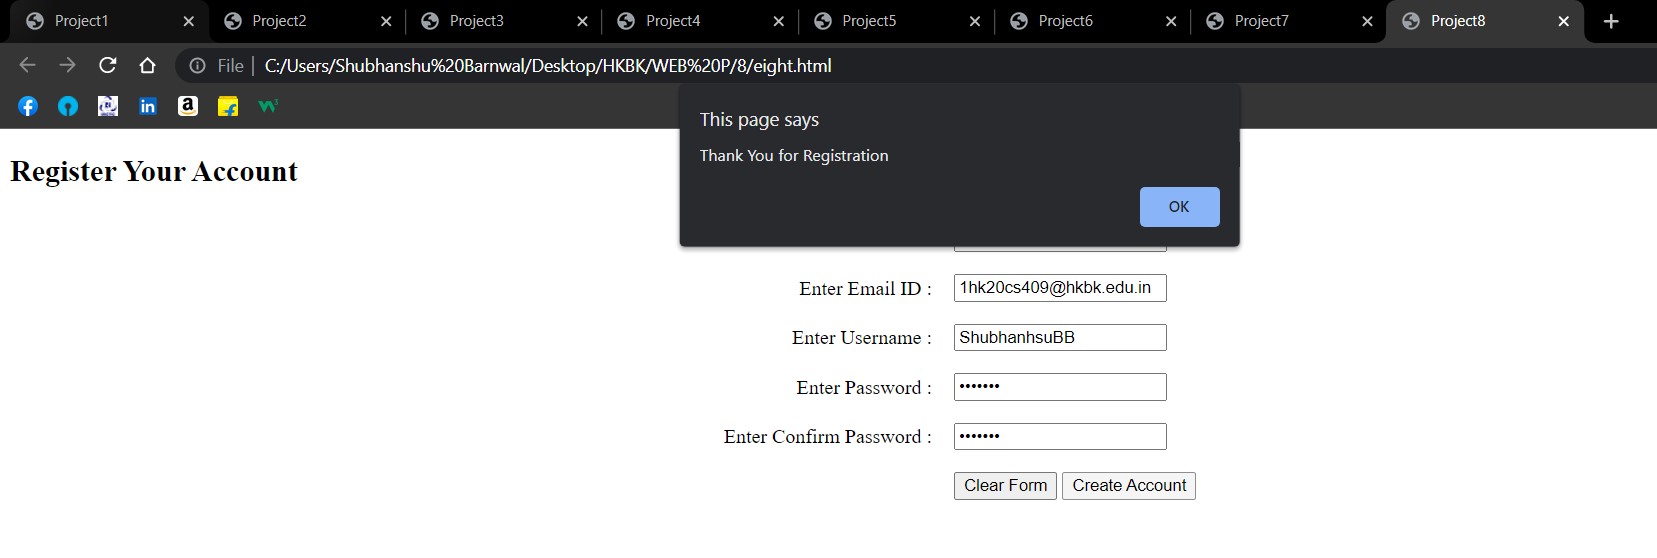 Project1 Project2 Project3 Project4 Project5 Project6 Project7 Project8
File C:/Users/Shubhanshu%20Barnwal/Desktop/HKBK/WEB%20P/8/eight.html
This page says
Thank You for Registration
OK
Register Your Account
Enter Email ID : 1hk20cs409@hkbk.edu.in
Enter Username : ShubhanhsuBB
Enter Password : •••••••
Enter Confirm Password : •••••••
Clear Form Create Account